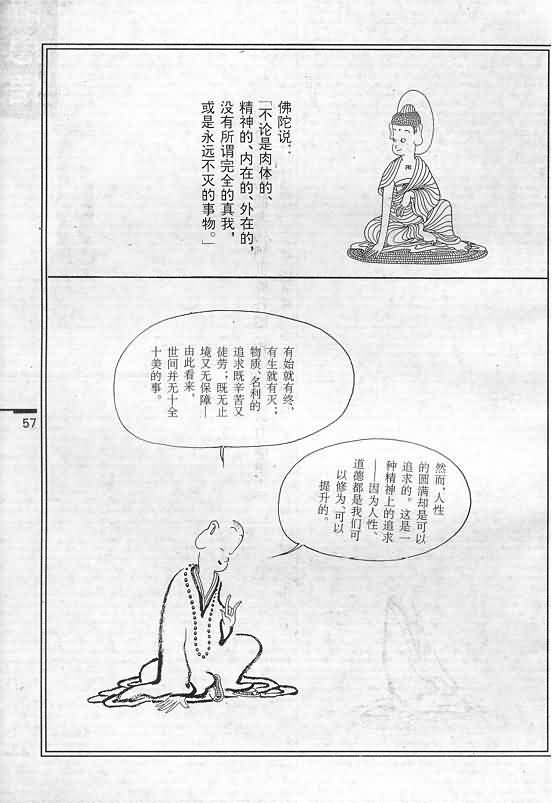 佛陀说：
「不论是肉体的、
精神的、内在的、外在的，
没有所谓完全的真我，
或是永远不灭的事物。」
有始就有终，
有生就有灭；
物质、名利的
追求既辛苦又
徒劳；既无止
境又无保障—
由此看来，
世间并无十全
十美的事。
然而，人性
的圆满却是可以
追求的。这是一
种精神上的追求
——因为人性、
道德都是我们可
以修为、可以
提升的。
57